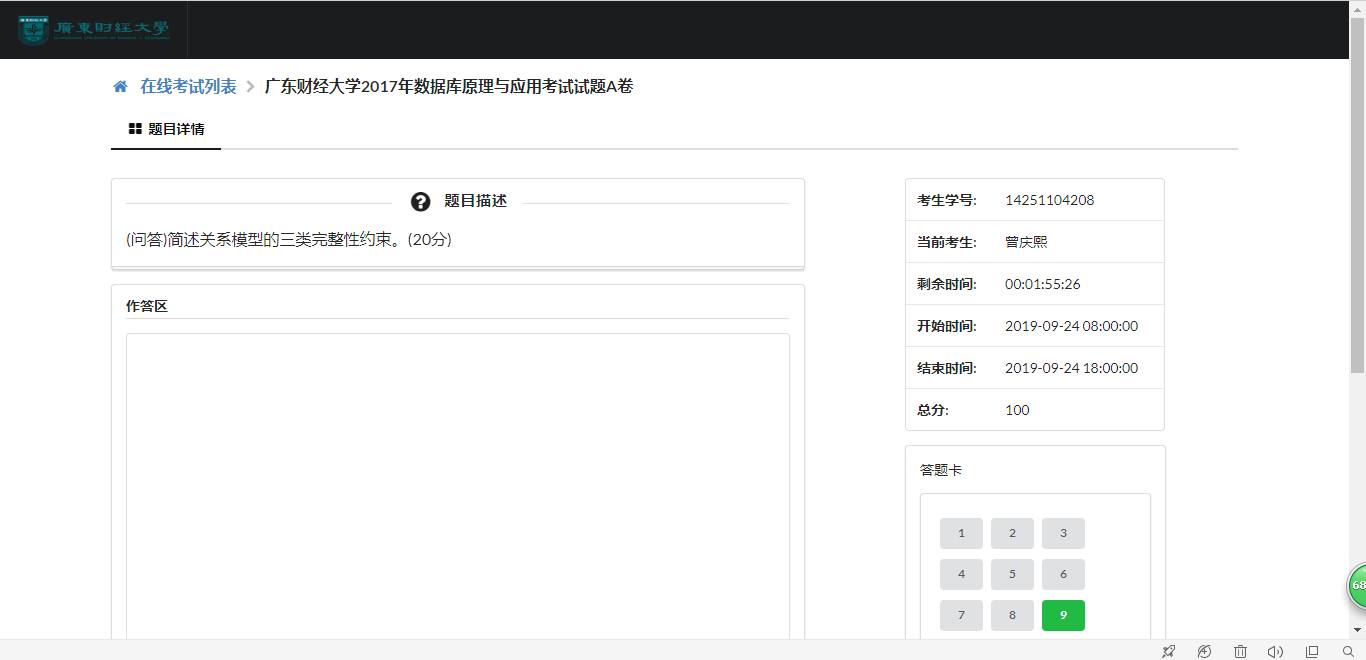 廣東财经大學
在线考试列表 > 广东财经大学2017年数据库原理与应用考试试题A卷
题目详情
题目描述
(问答)简述关系模型的三类完整性约束。(20分)
作答区
考生学号: 14251104208
当前考生: 曾庆熙
剩余时间: 00:01:55:26
开始时间: 2019-09-24 08:00:00
结束时间: 2019-09-24 18:00:00
总分: 100
答题卡
1 2 3
4 5 6
7 8 9
68